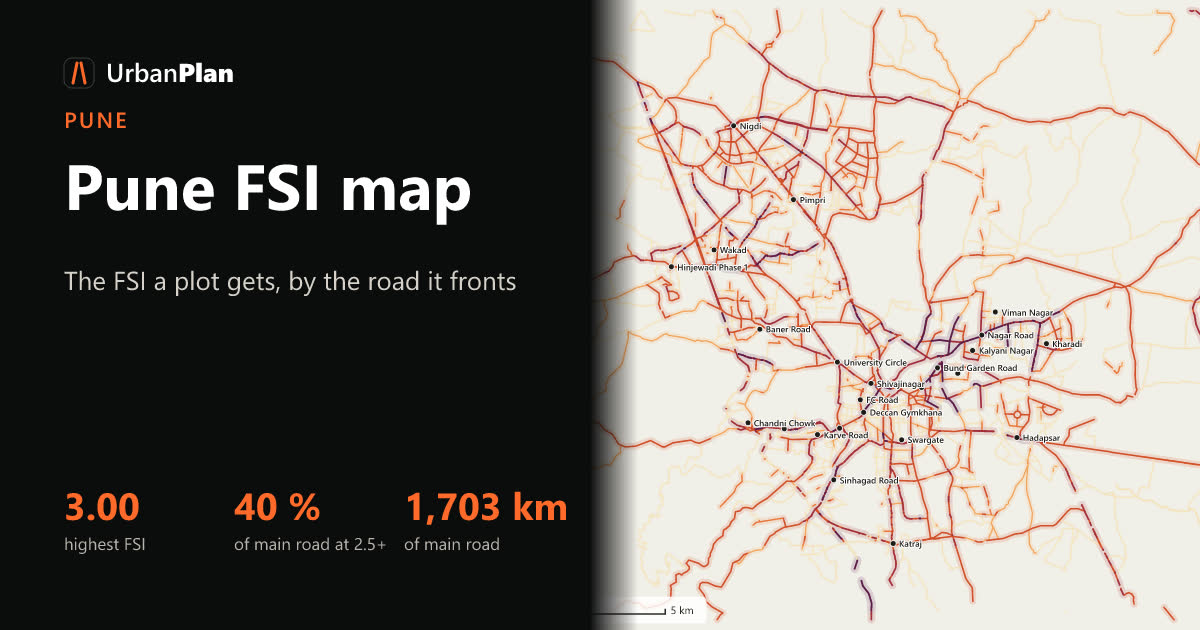 UrbanPlan
PUNE
Pune FSI map
The FSI a plot gets, by the road it fronts
3.00
highest FSI
40 %
of main road at 2.5+
1,703 km
of main road
Nigdi
Pimpri
Wakad
Hinjewadi Phase 1
Viman Nagar
Baner Road
Nagar Road
Kharadi
Kalyani Nagar
University Circle
Bund Garden Road
Shivajinagar
FC Road
Deccan Gymkhana
Chandni Chowk
Karve Road
Swargate
Hadapsar
Sinhagad Road
Katraj
5 km